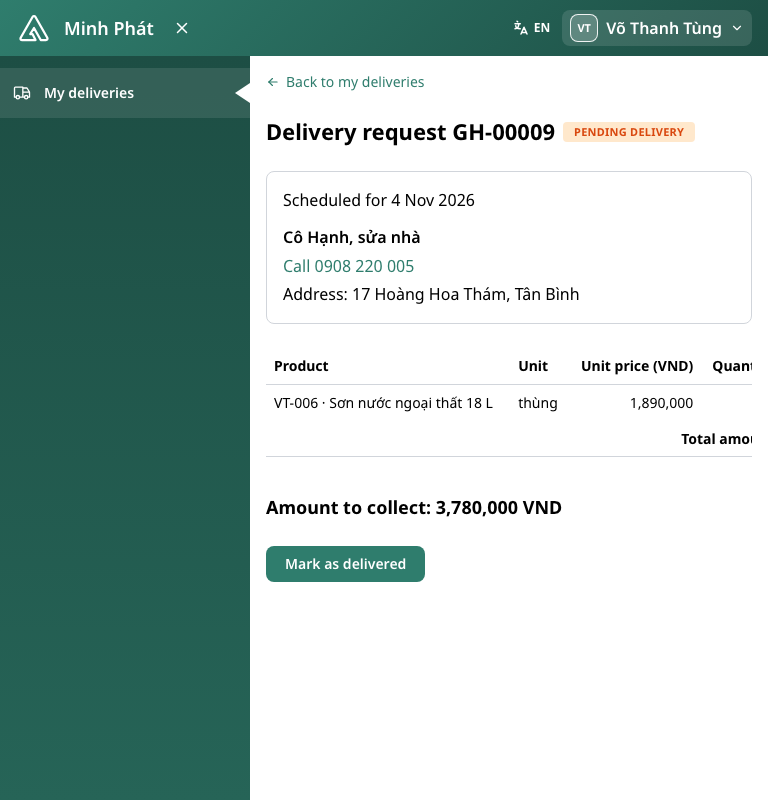 Minh Phát
EN
VT
Võ Thanh Tùng
My deliveries
Back to my deliveries
Delivery request GH-00009
PENDING DELIVERY
Scheduled for 4 Nov 2026
Cô Hạnh, sửa nhà
Call 0908 220 005
Address: 17 Hoàng Hoa Thám, Tân Bình
Product Unit Unit price (VND) Quant
VT-006 · Sơn nước ngoại thất 18 L thùng 1,890,000
Total amou
Amount to collect: 3,780,000 VND
Mark as delivered